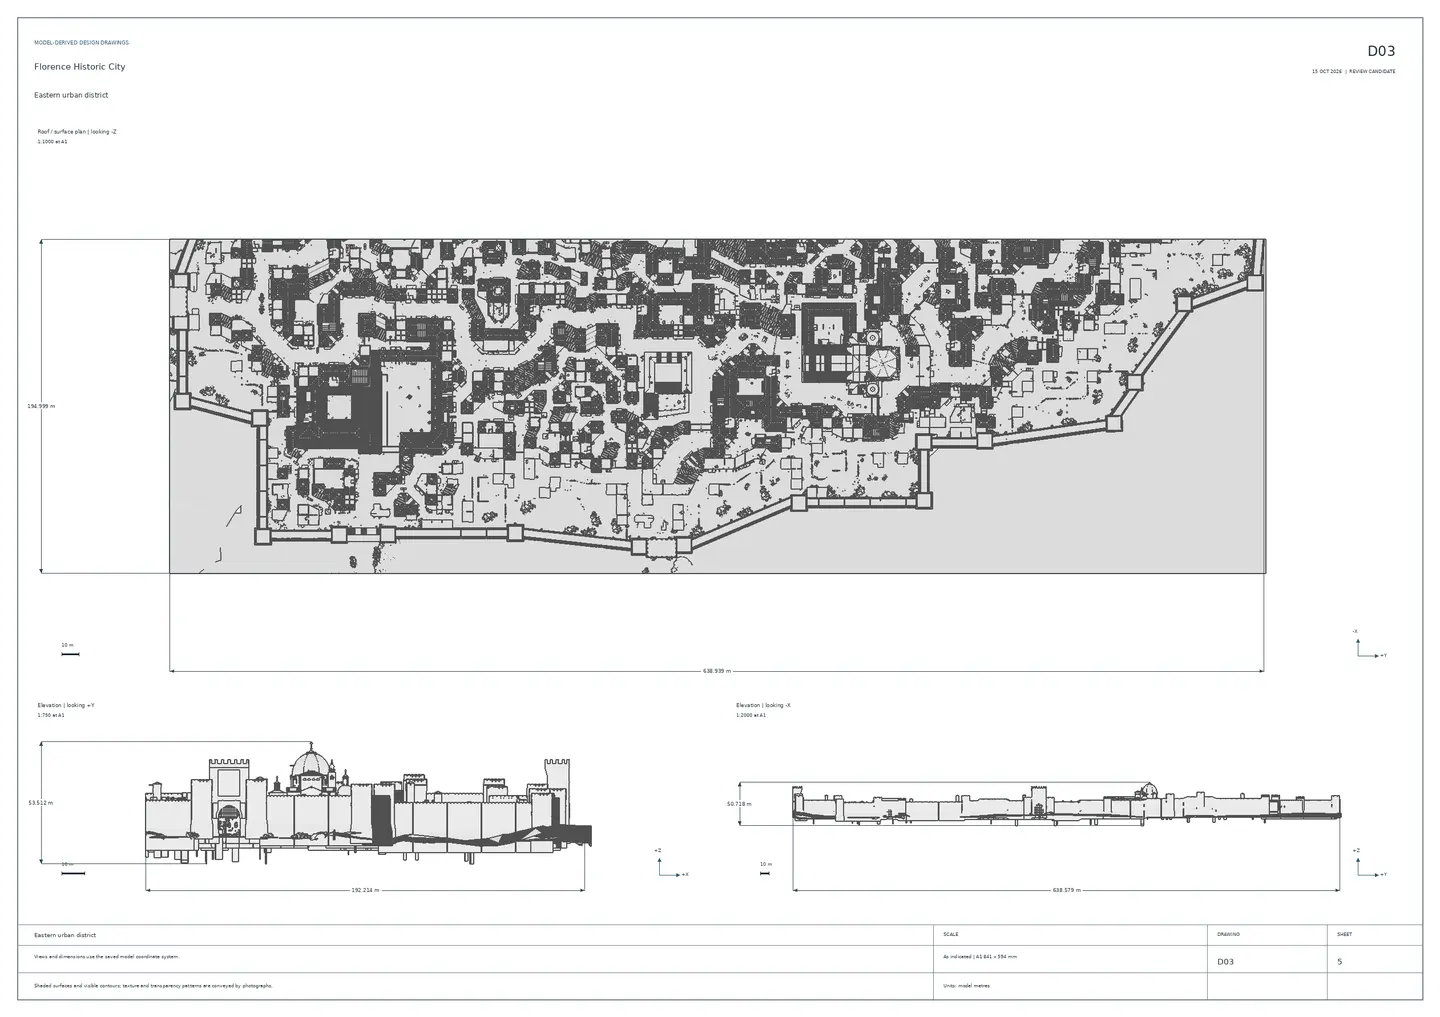 MODEL-DERIVED DESIGN DRAWINGS
D03
Florence Historic City
15 OCT 2026 | REVIEW CANDIDATE
Eastern urban district
Roof / surface plan | looking -Z
1:1000 at A1
194.999 m
10 m
-X
+Y
638.939 m
Elevation | looking +Y
1:750 at A1
Elevation | looking -X
1:2000 at A1
53.512 m
50.718 m
10 m
+Z
+X
10 m
+Z
+Y
192.214 m
638.579 m
Eastern urban district
SCALE
DRAWING
SHEET
Views and dimensions use the saved model coordinate system.
As indicated | A1 841 x 594 mm
D03
5
Shaded surfaces and visible contours; texture and transparency patterns are conveyed by photographs.
Units: model metres